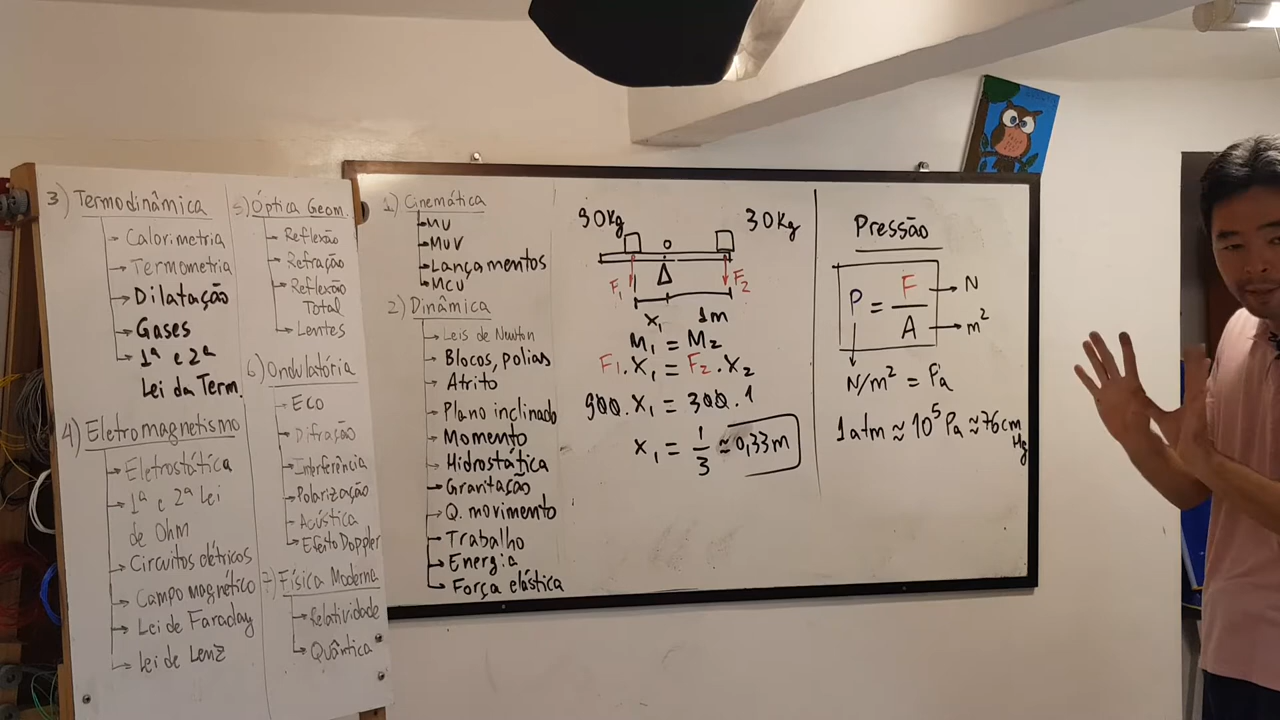 3) Termodinâmica
Calorimetria
Termometria
Dilatação
Gases
1ª e 2ª
Lei da Term.
4) Eletromagnetismo
Eletrostática
1ª e 2ª Lei
de Ohm
Circuitos elétricos
Campo magnético
Lei de Faraday
Lei de Lenz
5) Óptica Geom.
Reflexão
Refração
Reflexão
Total
Lentes
6) Ondulatória
Eco
Difração
Interferência
Polarização
Acústica
Efeito Doppler
7) Física Moderna
Relatividade
Quântica
1) Cinemática
MU
MUV
Lançamentos
MCU
2) Dinâmica
Leis de Newton
Blocos, polias
Atrito
Plano inclinado
Momento
Hidrostática
Gravitação
Q. movimento
Trabalho
Energia
Força elástica
90Kg 30Kg
F₁ F₂
x₁ 1m
M₁ = M₂
F₁.X₁ = F₂.X₂
900.X₁ = 300.1
X₁ = 1/3 ≈ 0,33m
Pressão
P = F/A
N
m²
N/m² = Pa
1atm ≈ 10⁵ Pa ≈ 76cm
Hg